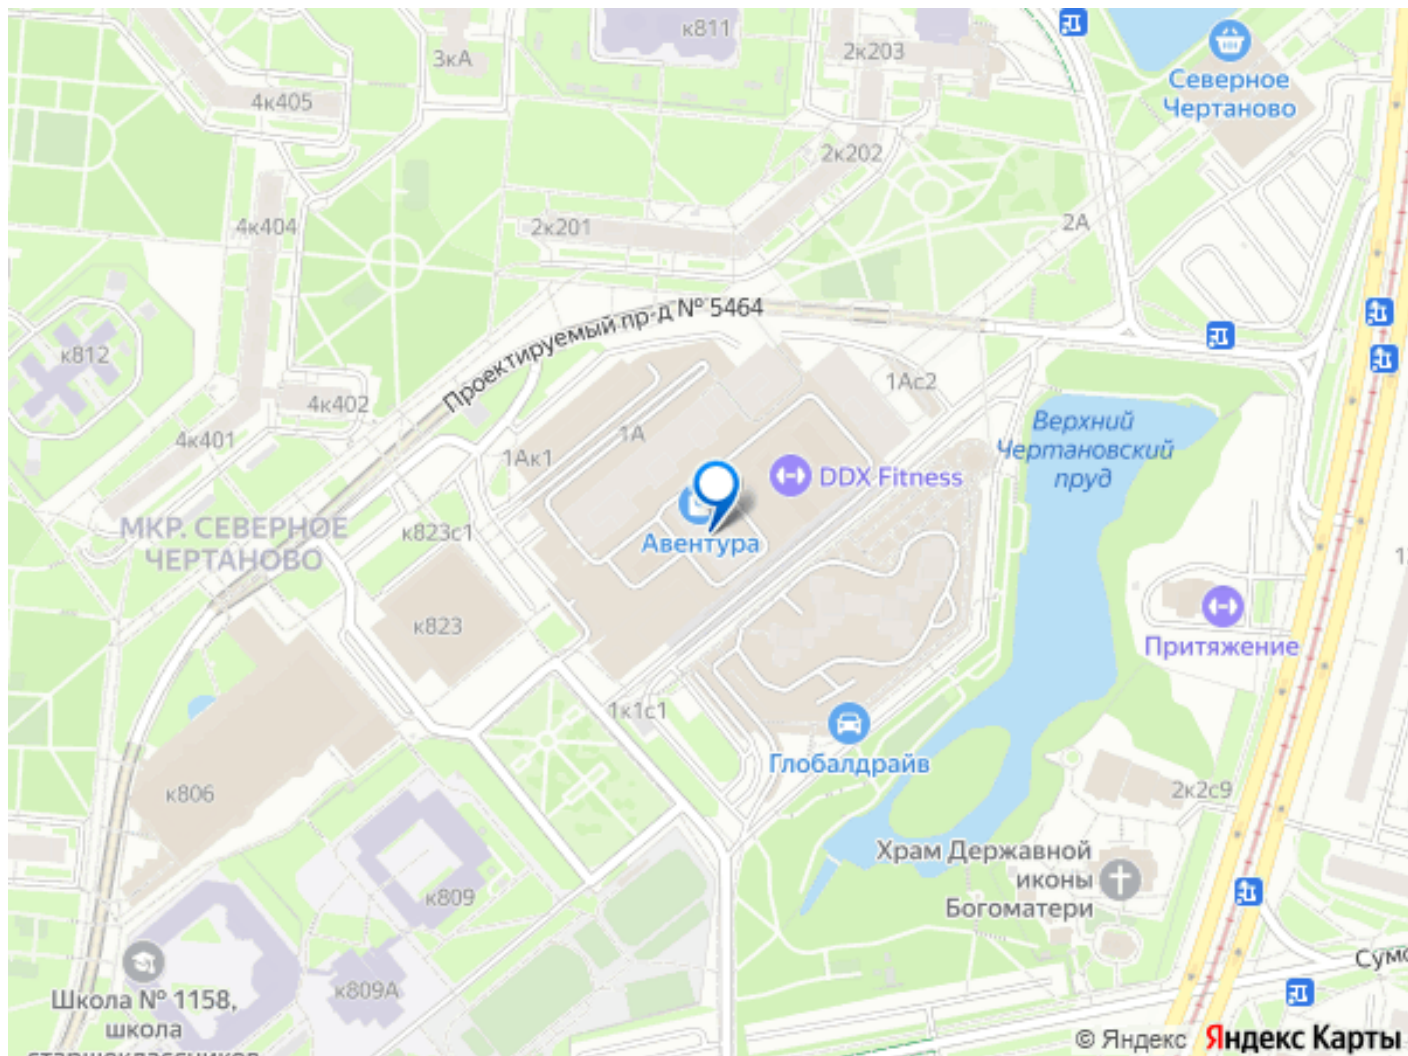 к811
2к203
3кА
Северное
Чертаново
4к405
2к202
4к404
2к201
2А
Проектируемый пр-д № 5464
к812
1Ас2
4к402
Верхний
Чертановский
пруд
4к401
1А
1Ак1
DDX Fitness
МКР. СЕВЕРНОЕ
ЧЕРТАНОВО
к823с1
Авентура
к823
Притяжение
1к1с1
Глобалдрайв
к806
2к2с9
Храм Державной
иконы
Богоматери
к809
к809А
Школа № 1158,
школа
© Яндекс
Яндекс Карты